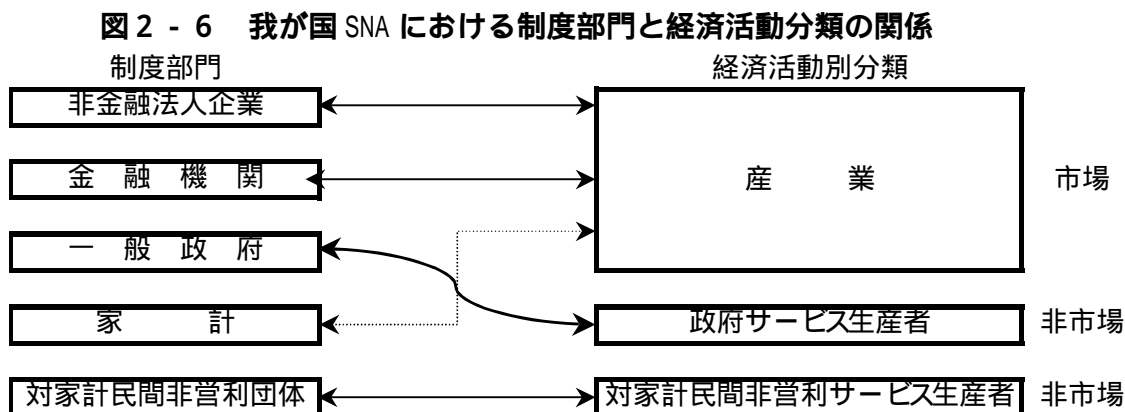 図２‐６ 我が国 SNA における制度部門と経済活動分類の関係
制度部門 経済活動別分類
非金融法人企業
金融機関 産業 市場
一般政府
家計 政府サービス生産者 非市場
対家計民間非営利団体 対家計民間非営利サービス生産者 非市場